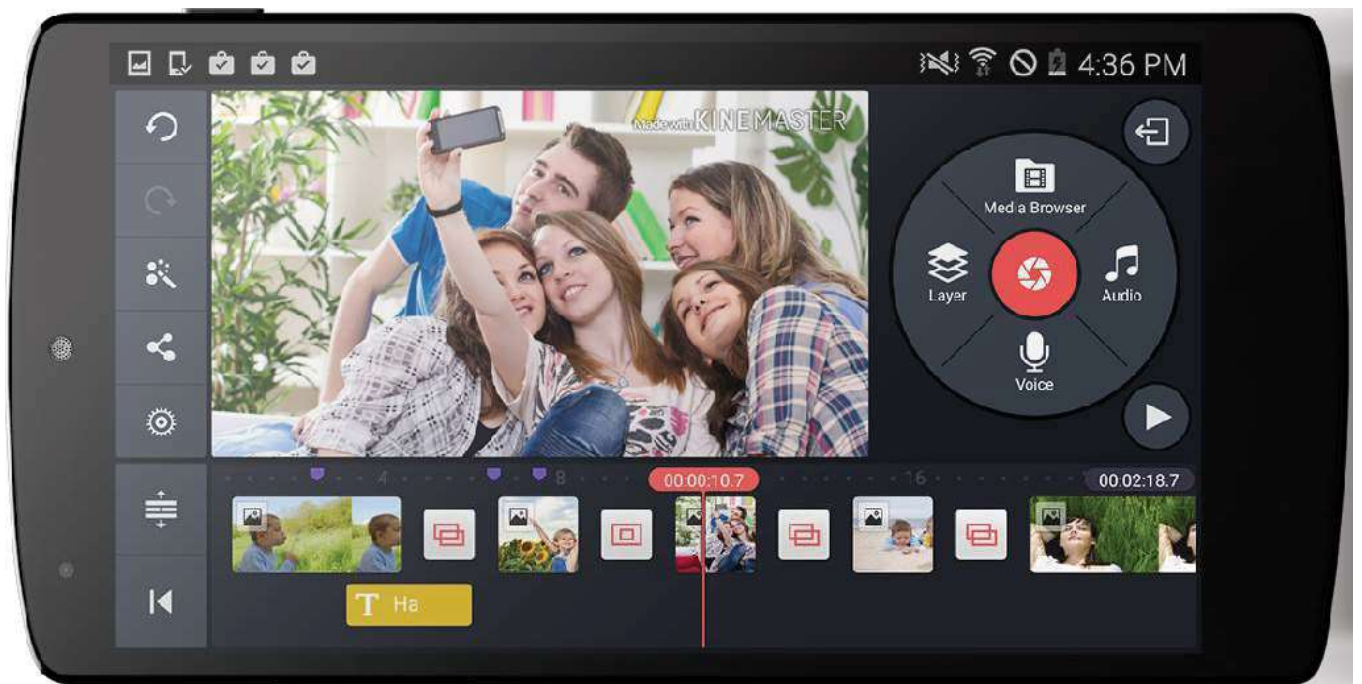 4:36 PM
Made with KINEMASTER
Media Browser
Layer
Audio
Voice
4
8
00:00:10.7
16
00:02:18.7
T Ha